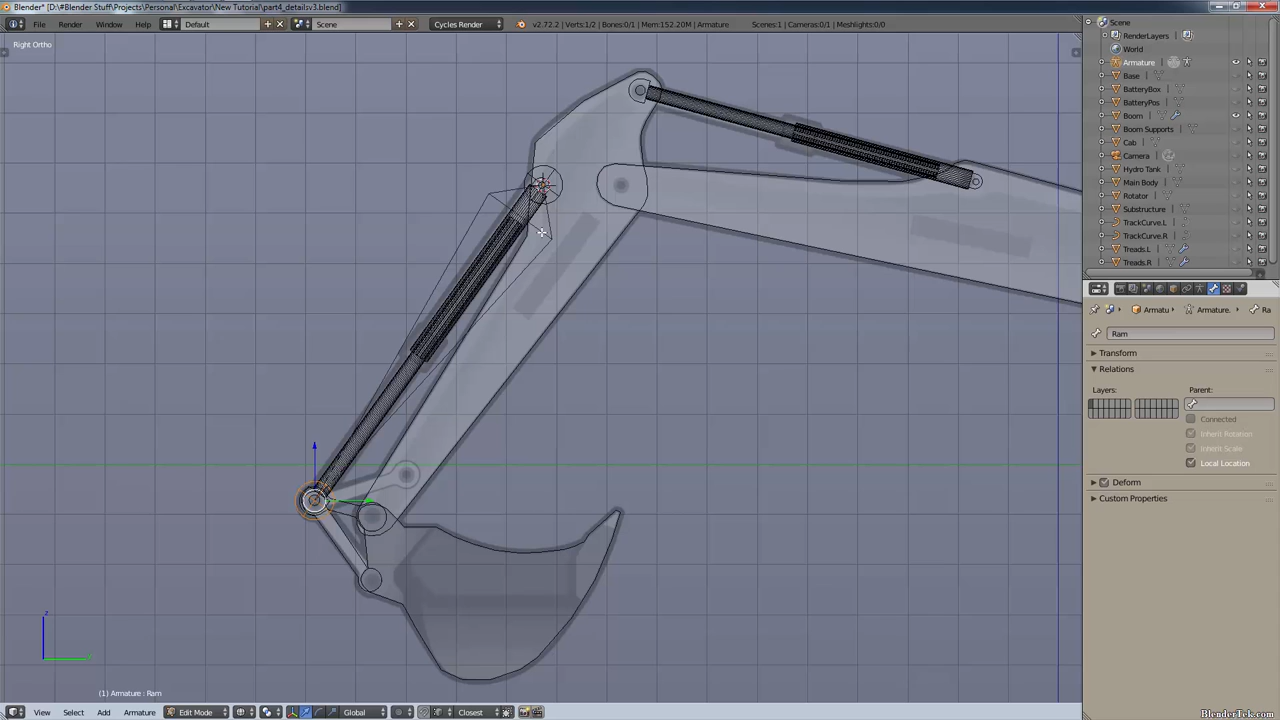 Blender* [D:\#Blender Stuff\Projects\Personal\Excavator\New Tutorial\part4_detailsv3.blend]
File Render Window Help Default Scene Cycles Render v2.72.2 | Verts:1/2 | Bones:0/1 | Mem:152.20M | Armature Scenes:1 | Cameras:0/1 | Meshlights:0/0
Right Ortho
Scene
RenderLayers
World
Armature
Base
BatteryBox
BatteryPos
Boom
Boom Supports
Cab
Camera
Hydro Tank
Main Body
Rotator
Substructure
TrackCurve.L
TrackCurve.R
Treads.L
Treads.R
Armatu Armature. Ra
Ram
Transform
Relations
Layers: Parent:
Connected
Inherit Rotation
Inherit Scale
Local Location
Deform
Custom Properties
z
(1) Armature : Ram
View Select Add Armature Edit Mode Global Closest
BlenderTek.com